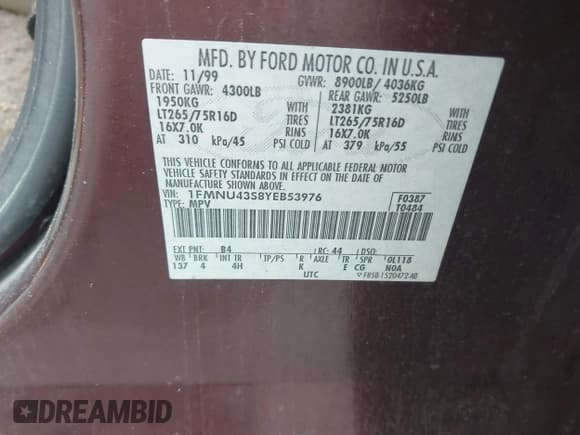 MFD. BY FORD MOTOR CO. IN U.S.A.
DATE: 11/99 GVWR: 8900LB/ 4036KG
FRONT GAWR: 4300LB REAR GAWR: 5250LB
1950KG WITH 2381KG WITH
LT265/75R16D TIRES LT265/75R16D TIRES
16X7.0K RIMS 16X7.0K RIMS
AT 310 kPa/45 PSI COLD AT 379 kPa/55 PSI COLD
THIS VEHICLE CONFORMS TO ALL APPLICABLE FEDERAL MOTOR
VEHICLE SAFETY STANDARDS IN EFFECT ON THE DATE OF
MANUFACTURE SHOWN ABOVE.
VIN: 1FMNU43S8YEB53976 F0387
TYPE: MPV T0484
EXT PNT: B4 RC: 44 DSO:
WB BRK INT TR TP/PS R AXLE TR SPR 0L118
137 4 4H K E CG N0A
UTC F85B 1520472 AB
DREAMBID